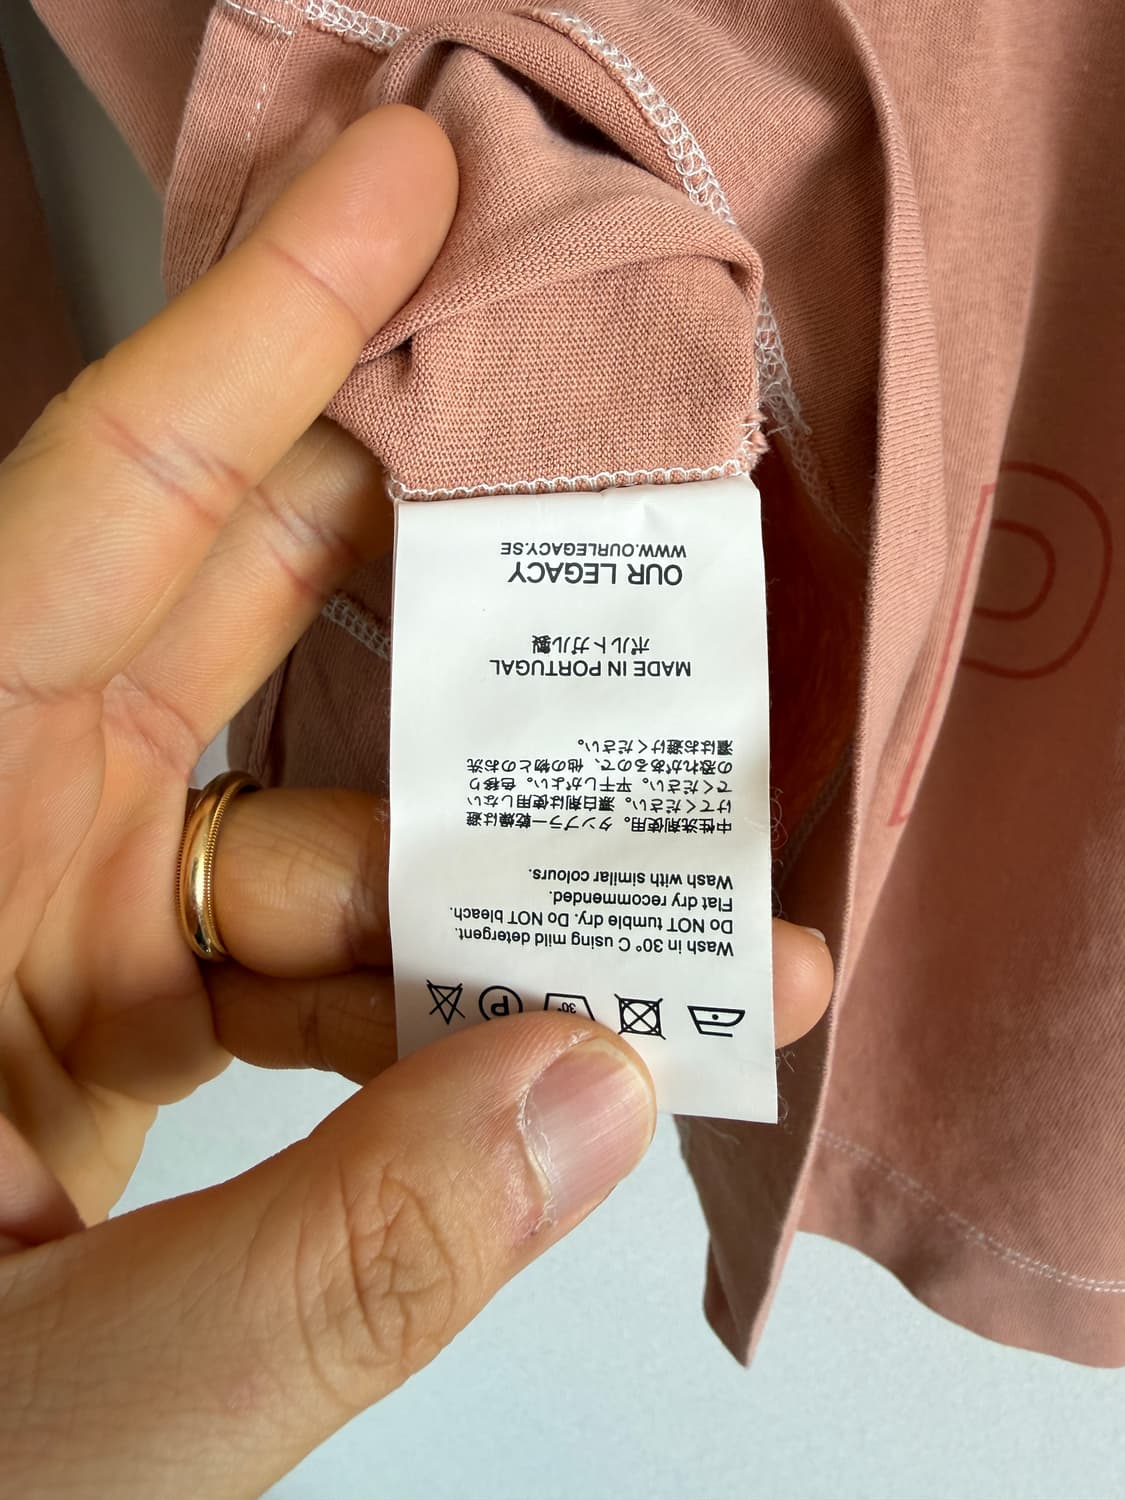 30° P
Wash in 30° C using mild detergent.
Do NOT tumble dry. Do NOT bleach.
Flat dry recommended.
Wash with similar colours.
中性洗剤使用。タンブラー乾燥は避
けてください。漂白剤は使用しない
でください。平干しがよい。色移り
の恐れがあるので、他の物とのお洗
濯はお避けください。
MADE IN PORTUGAL
ポルトガル製
OUR LEGACY
WWW.OURLEGACY.SE